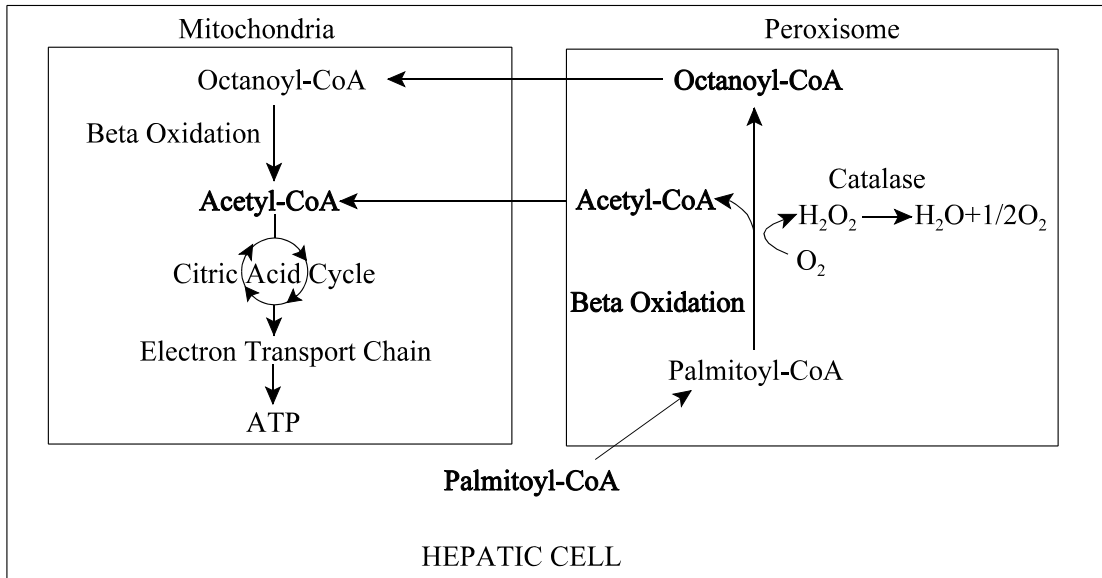 Mitochondria
Octanoyl-CoA
Beta Oxidation
Acetyl-CoA
Citric Acid Cycle
Electron Transport Chain
ATP
Peroxisome
Octanoyl-CoA
Acetyl-CoA
Catalase
H₂O₂ H₂O+1/2O₂
O₂
Beta Oxidation
Palmitoyl-CoA
Palmitoyl-CoA
HEPATIC CELL